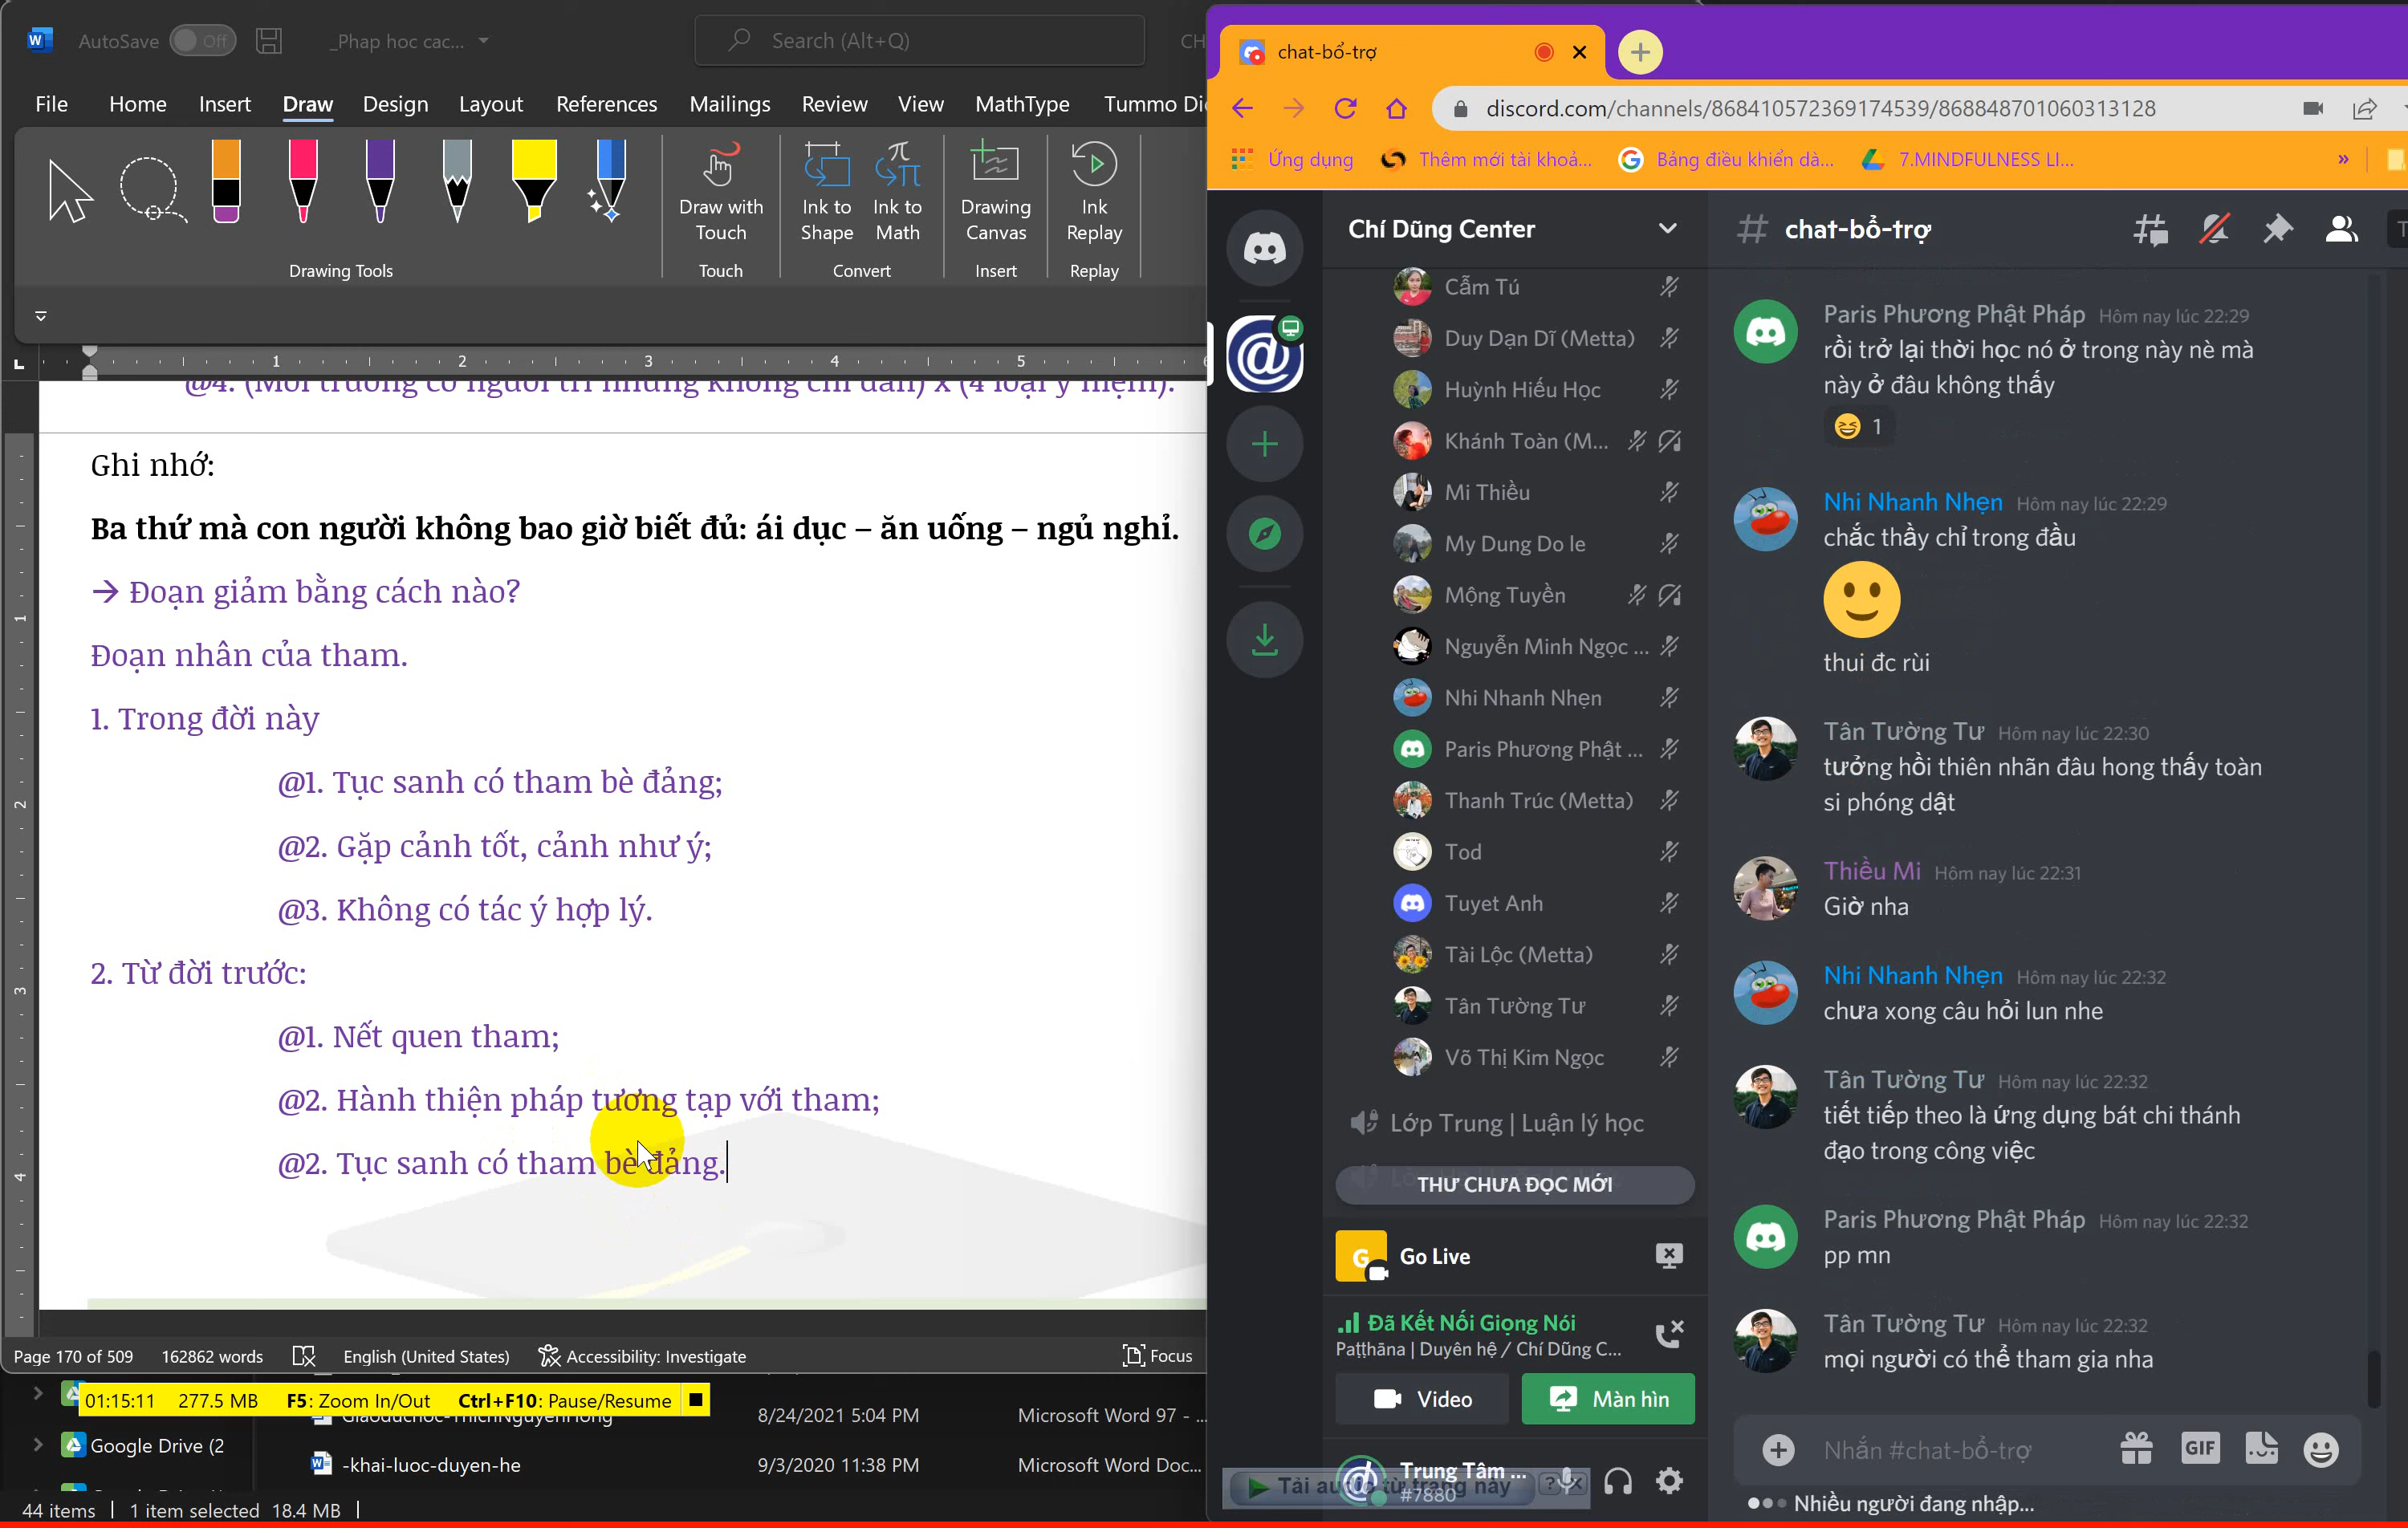 AutoSave Off _Phap hoc cac... Search (Alt+Q)
File Home Insert Draw Design Layout References Mailings Review View MathType Tummo
Draw with Touch
Ink to Shape
Ink to Math
Drawing Canvas
Ink Replay
Drawing Tools Touch Convert Insert Replay
1 2 3 4 5
Ghi nhớ:
Ba thứ mà con người không bao giờ biết đủ: ái dục – ăn uống – ngủ nghỉ.
→ Đoạn giảm bằng cách nào?
Đoạn nhân của tham.
1. Trong đời này
@1. Tục sanh có tham bè đảng;
@2. Gặp cảnh tốt, cảnh như ý;
@3. Không có tác ý hợp lý.
2. Từ đời trước:
@1. Nết quen tham;
@2. Hành thiện pháp tương tạp với tham;
@2. Tục sanh có tham bè đảng.
1
2
3
4
Page 170 of 509 162862 words English (United States) Accessibility: Investigate Focus
01:15:11 277.5 MB F5: Zoom In/Out Ctrl+F10: Pause/Resume
8/24/2021 5:04 PM Microsoft Word 97 - ...
Google Drive (2 -khai-luoc-duyen-he 9/3/2020 11:38 PM Microsoft Word Doc...
44 items 1 item selected 18.4 MB
chat-bổ-trợ
discord.com/channels/868410572369174539/868848701060313128
Ứng dụng Thêm mới tài khoả... Bảng điều khiển dà... 7.MINDFULNESS LI... »
Chí Dũng Center
Cẩm Tú
Duy Dạn Dĩ (Metta)
Huỳnh Hiếu Học
Khánh Toàn (M...
Mi Thiều
My Dung Do le
Mộng Tuyền
Nguyễn Minh Ngọc ...
Nhi Nhanh Nhẹn
Paris Phương Phật ...
Thanh Trúc (Metta)
Tod
Tuyet Anh
Tài Lộc (Metta)
Tân Tường Tư
Võ Thị Kim Ngọc
Lớp Trung | Luận lý học
THƯ CHƯA ĐỌC MỚI
G Go Live
Đã Kết Nối Giọng Nói
Paṭṭhāna | Duyên hệ / Chí Dũng C...
Video Màn hìn
Trung Tâm ...
#7880
Tải audio từ trang này ? X
# chat-bổ-trợ
Paris Phương Phật Pháp Hôm nay lúc 22:29
rồi trở lại thời học nó ở trong này nè mà
này ở đâu không thấy
1
Nhi Nhanh Nhẹn Hôm nay lúc 22:29
chắc thầy chỉ trong đầu
thui đc rùi
Tân Tường Tư Hôm nay lúc 22:30
tưởng hồi thiên nhãn đâu hong thấy toàn
si phóng dật
Thiều Mi Hôm nay lúc 22:31
Giờ nha
Nhi Nhanh Nhẹn Hôm nay lúc 22:32
chưa xong câu hỏi lun nhe
Tân Tường Tư Hôm nay lúc 22:32
tiết tiếp theo là ứng dụng bát chi thánh
đạo trong công việc
Paris Phương Phật Pháp Hôm nay lúc 22:32
pp mn
Tân Tường Tư Hôm nay lúc 22:32
mọi người có thể tham gia nha
Nhắn #chat-bổ-trợ GIF
Nhiều người đang nhập...